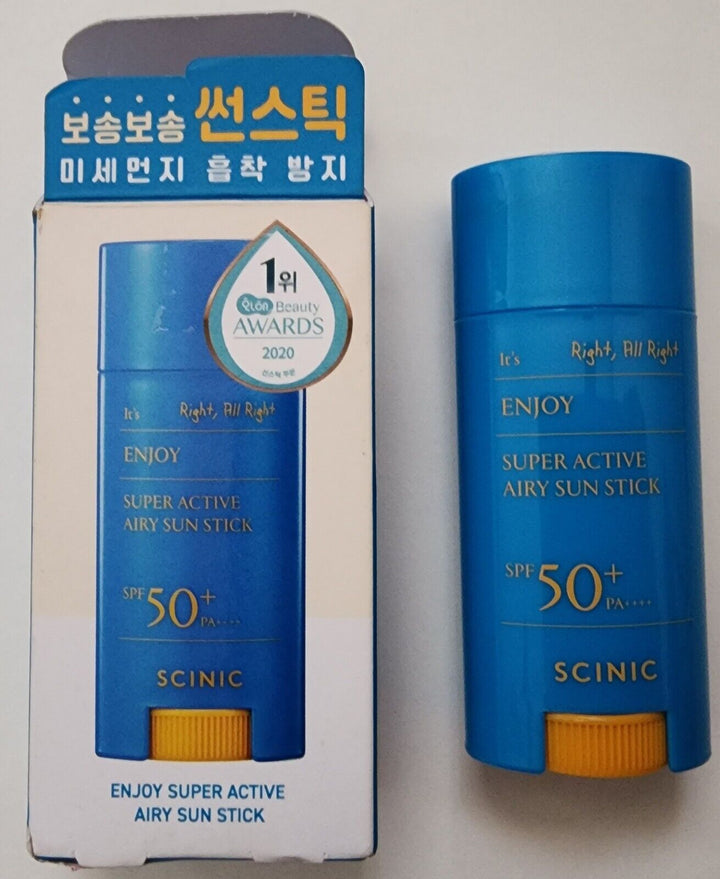 보송보송 썬스틱
미세먼지 흡착 방지
1위
Beauty
AWARDS
2020
It's Right, All Right
ENJOY
SUPER ACTIVE
AIRY SUN STICK
SPF 50+
PA++++
SCINIC
ENJOY SUPER ACTIVE
AIRY SUN STICK
It's Right, All Right
ENJOY
SUPER ACTIVE
AIRY SUN STICK
SPF 50+
PA++++
SCINIC